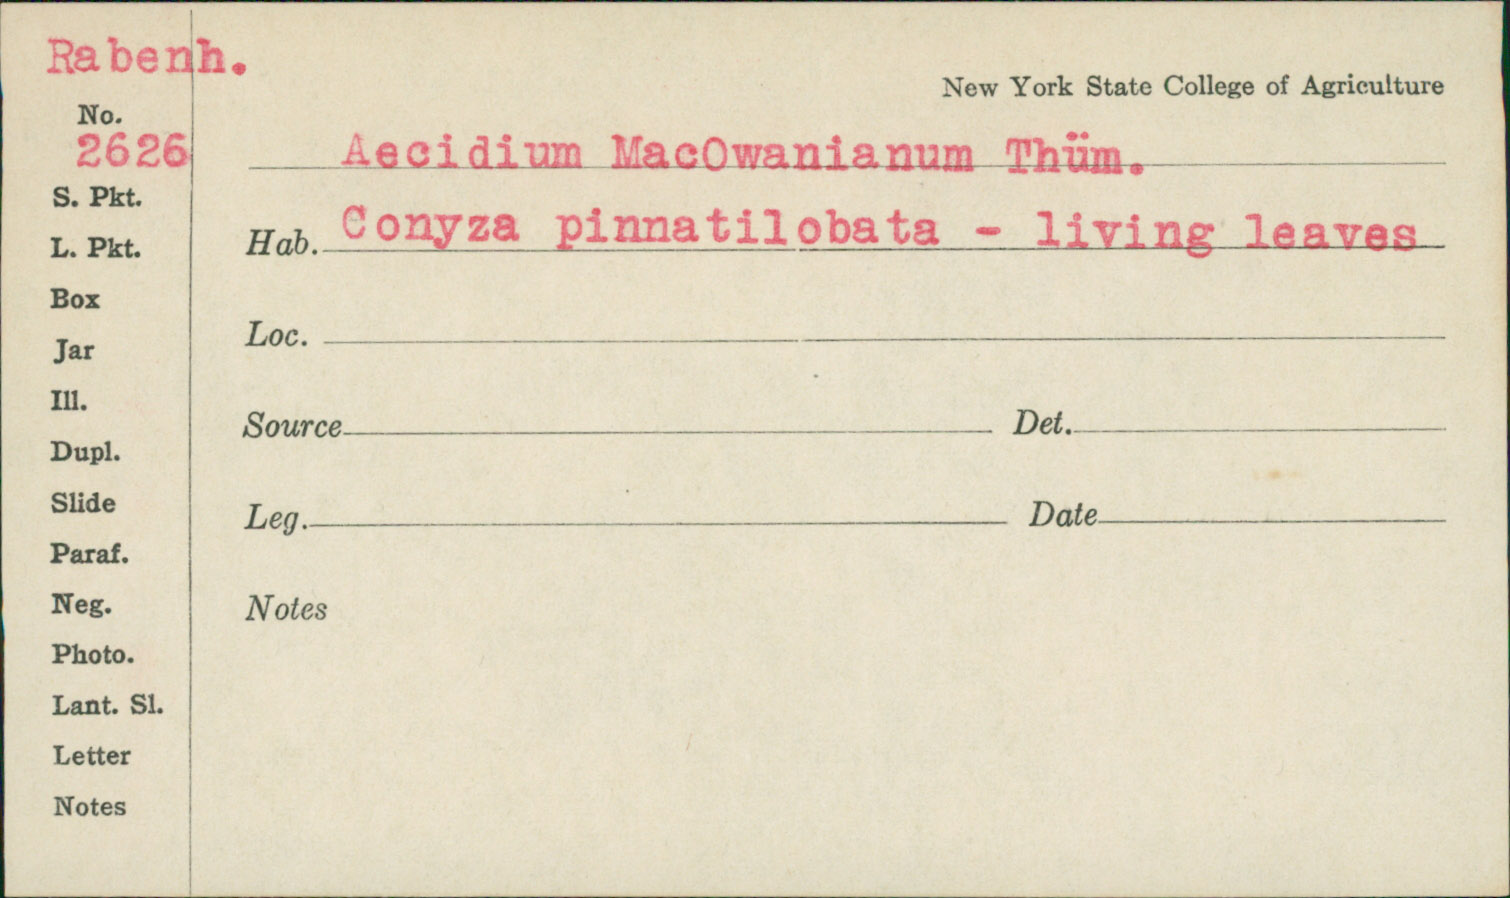 Rabenh.
New York State College of Agriculture
No.
2626
Aecidium MacOwanianum Thüm.
S. Pkt.
Hab. Conyza pinnatilobata - living leaves
L. Pkt.
Box
Loc.
Jar
Ill.
Source Det.
Dupl.
Slide
Leg. Date
Paraf.
Neg.
Notes
Photo.
Lant. Sl.
Letter
Notes